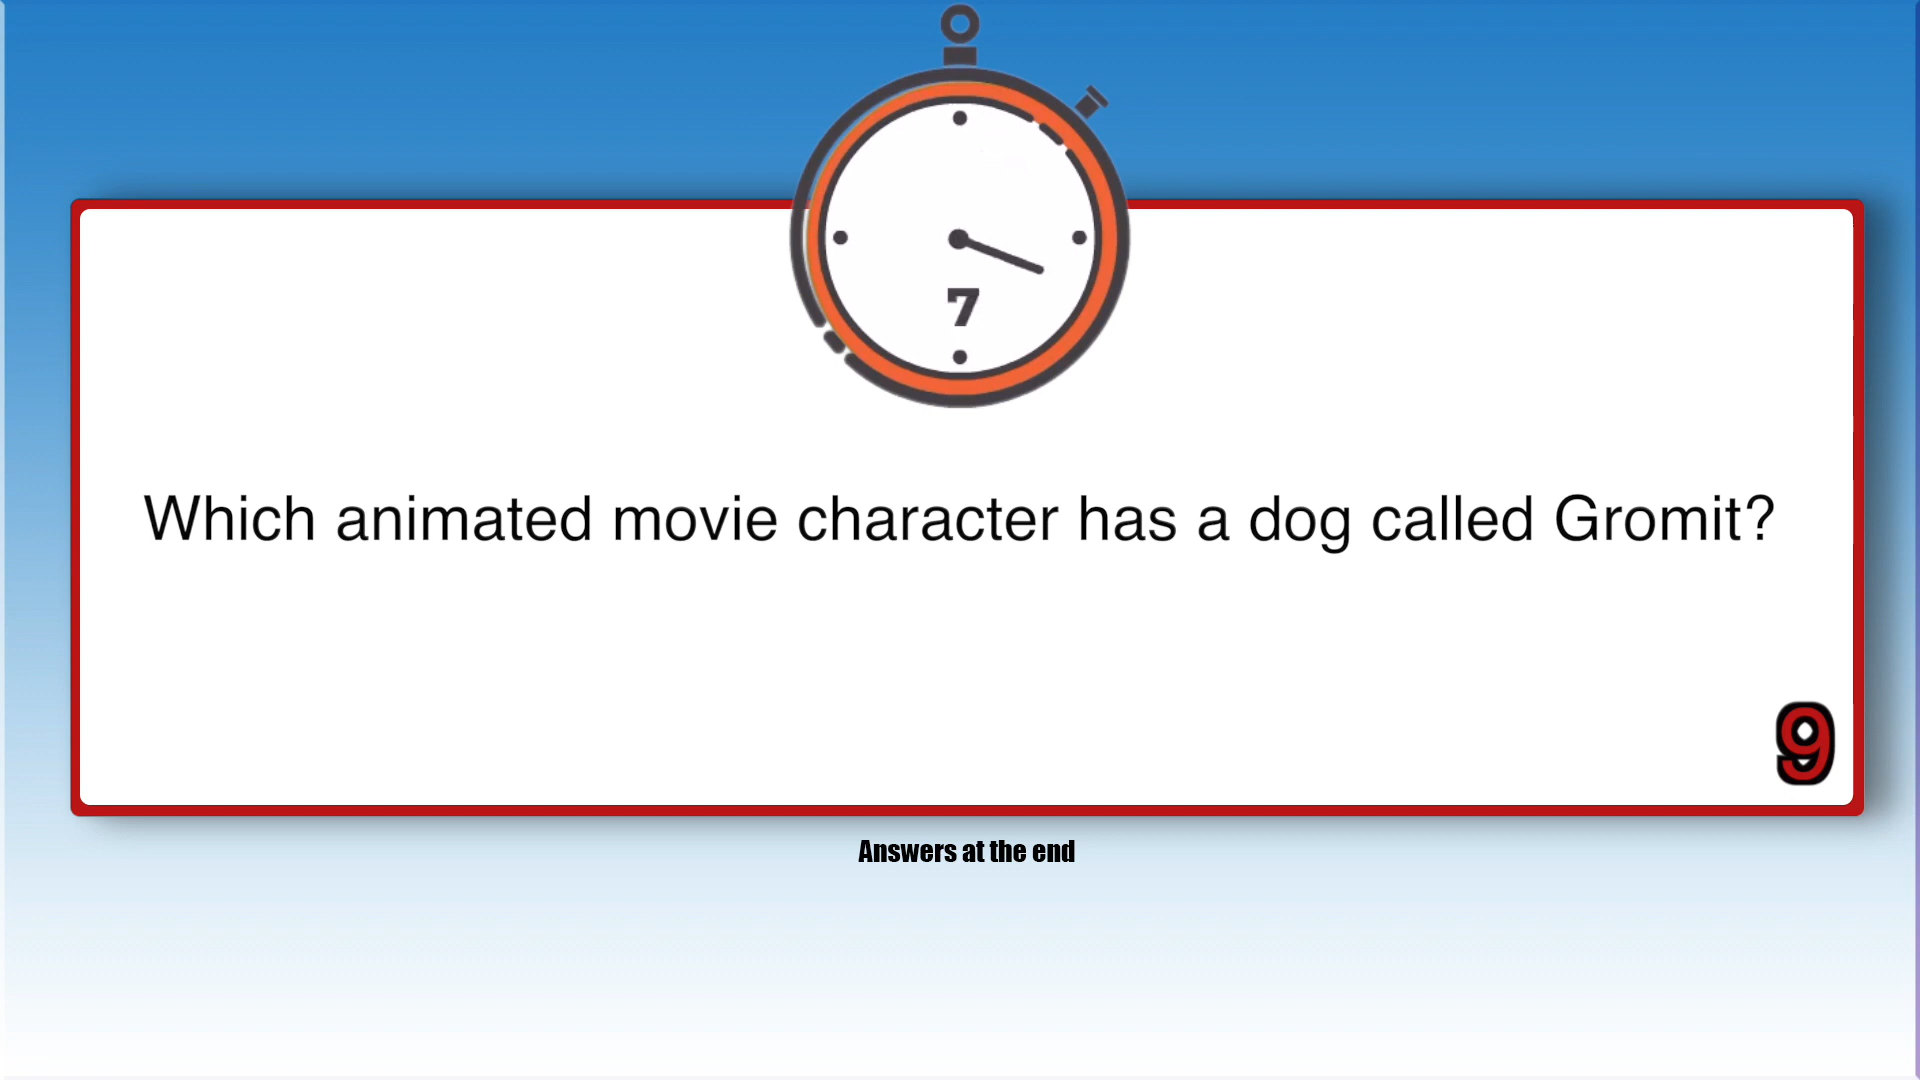 7
Which animated movie character has a dog called Gromit?
9
Answers at the end